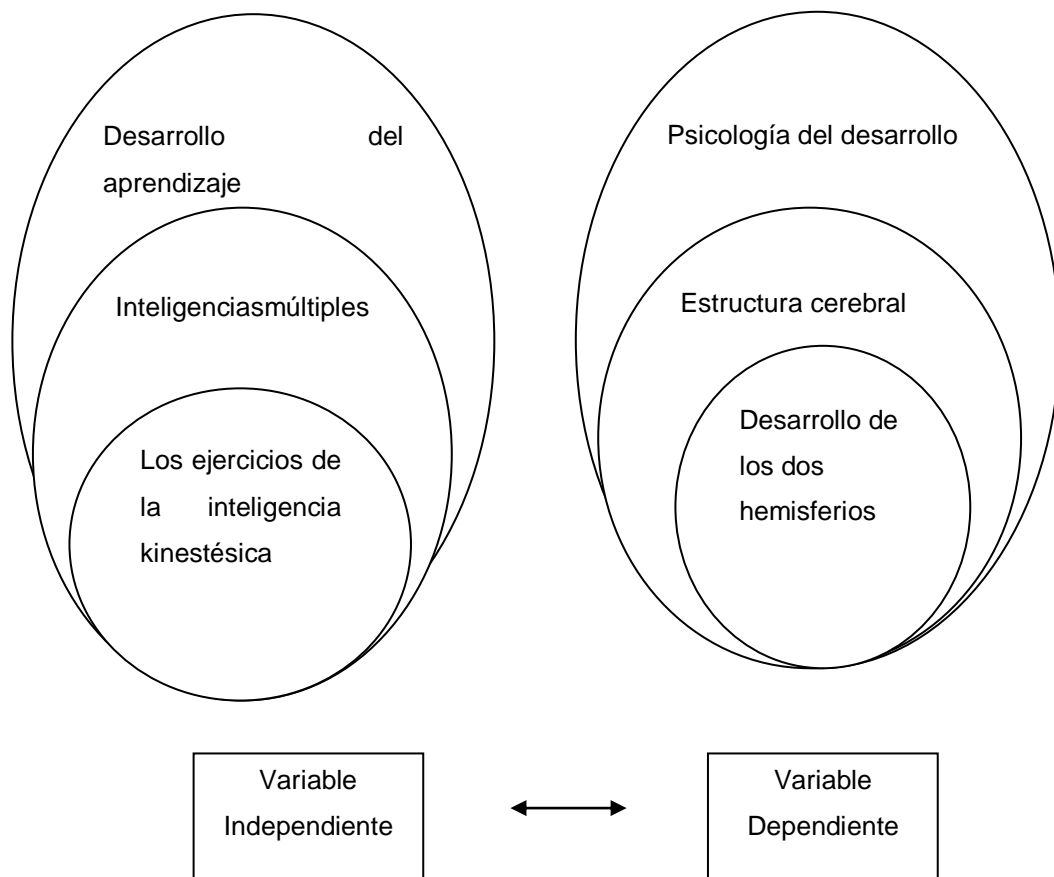 Desarrollo del
aprendizaje
Inteligenciasmúltiples
Los ejercicios de
la inteligencia
kinestésica
Psicología del desarrollo
Estructura cerebral
Desarrollo de
los dos
hemisferios
Variable
Independiente
Variable
Dependiente